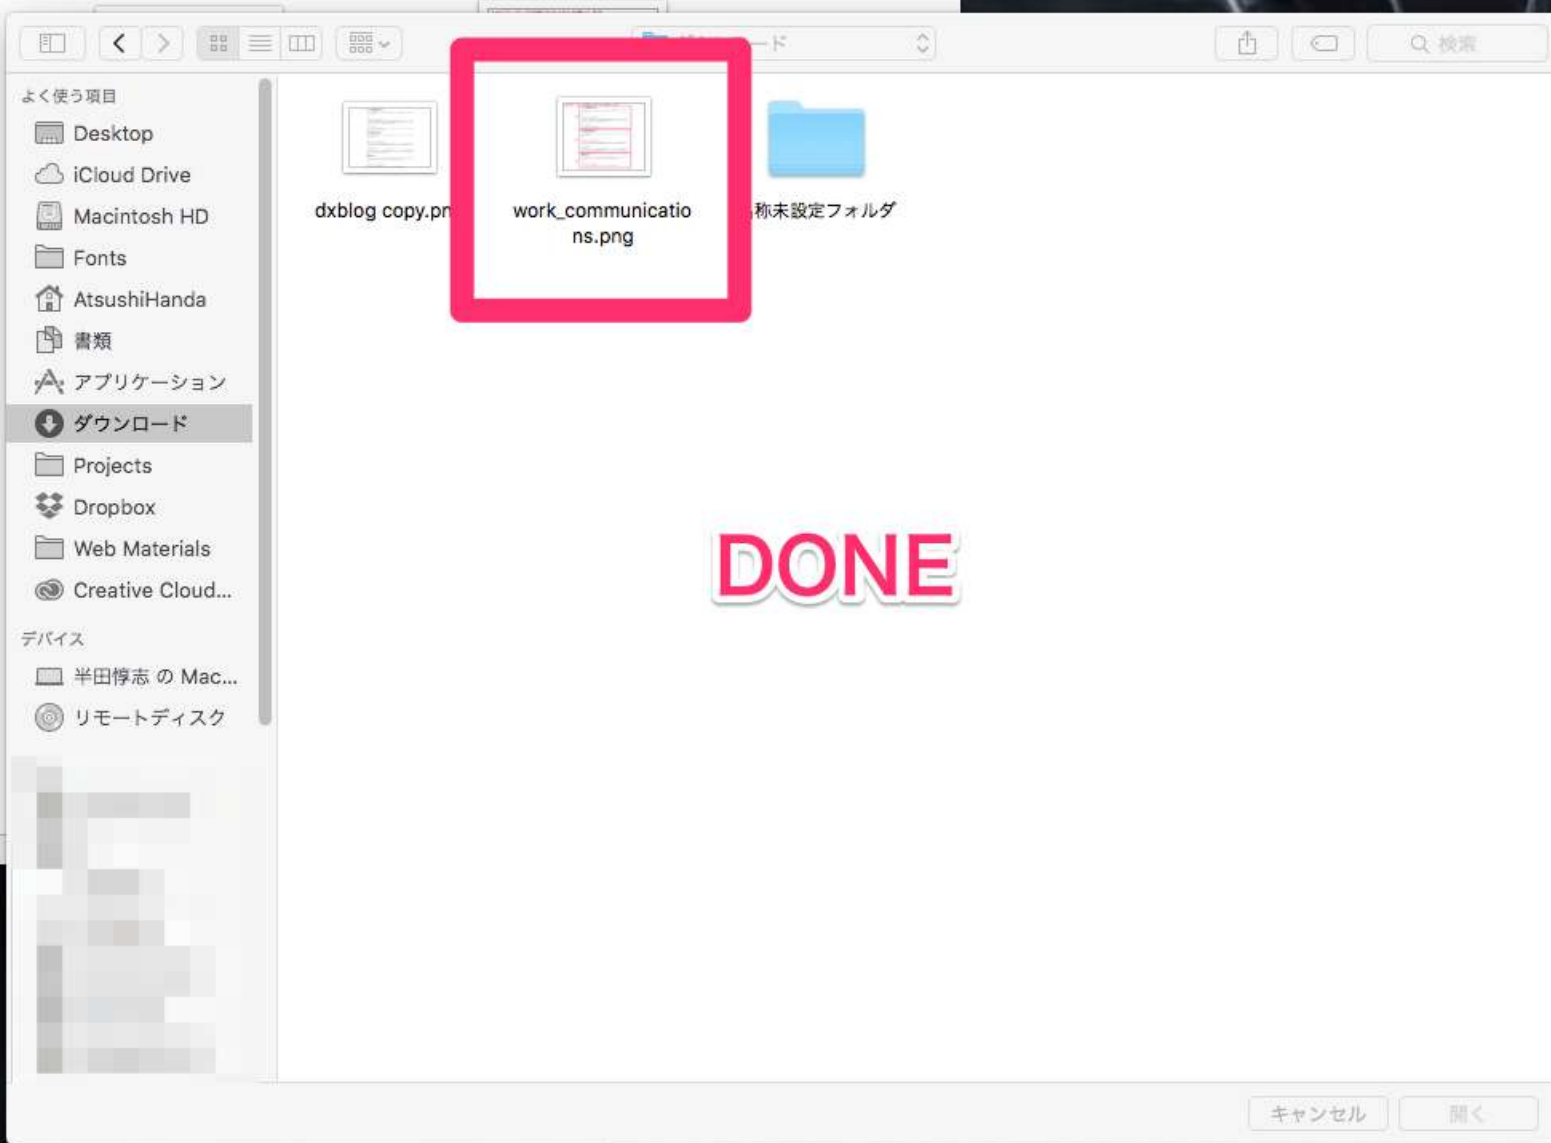 検索
よく使う項目
Desktop
iCloud Drive
Macintosh HD
Fonts
AtsushiHanda
書類
アプリケーション
ダウンロード
Projects
Dropbox
Web Materials
Creative Cloud...
デバイス
半田惇志 の Mac...
リモートディスク
dxblog copy.pn
work_communicatio
ns.png
称未設定フォルダ
DONE
キャンセル
開く